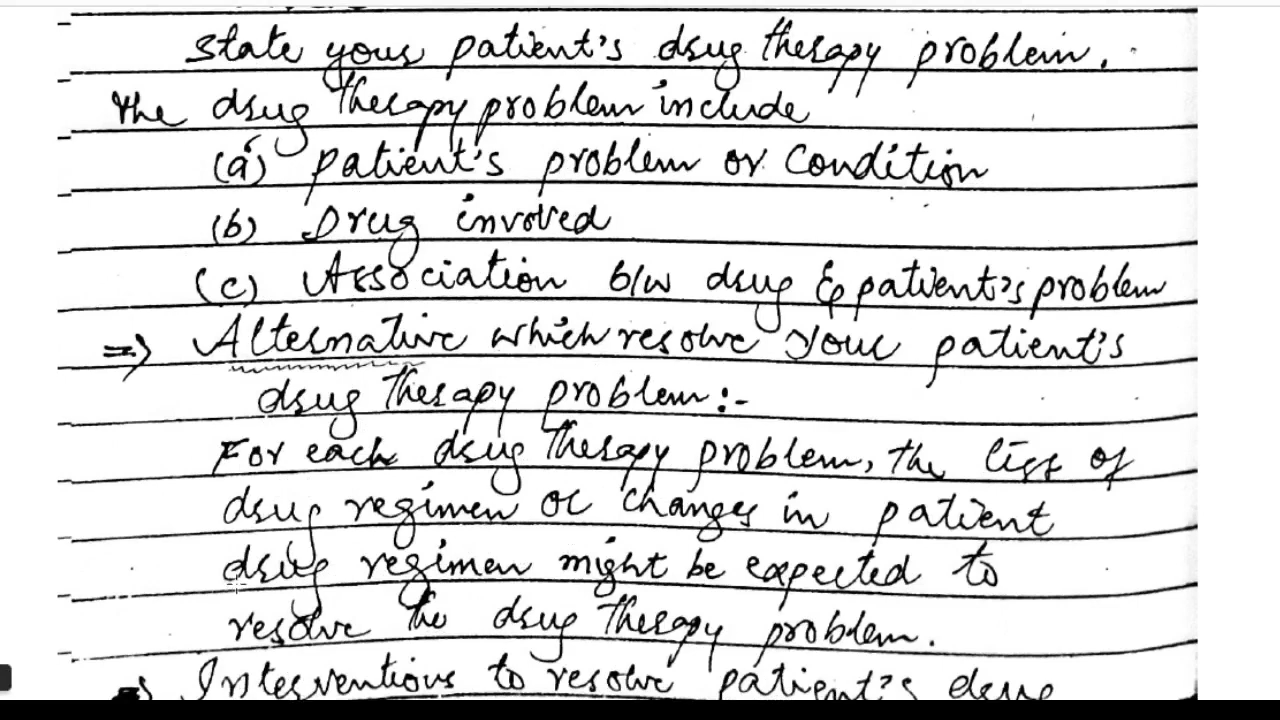 state your patient's drug therapy problem.
The drug therapy problem include
(a) patient's problem or condition
(b) Drug involved
(c) Association b/w drug & patient's problem
=> Alternative which resolve your patient's
drug therapy problem:-
For each drug therapy problem, the list of
drug regimen or changes in patient
drug regimen might be expected to
resolve the drug therapy problem.
=> Interventions to resolve patient's drug